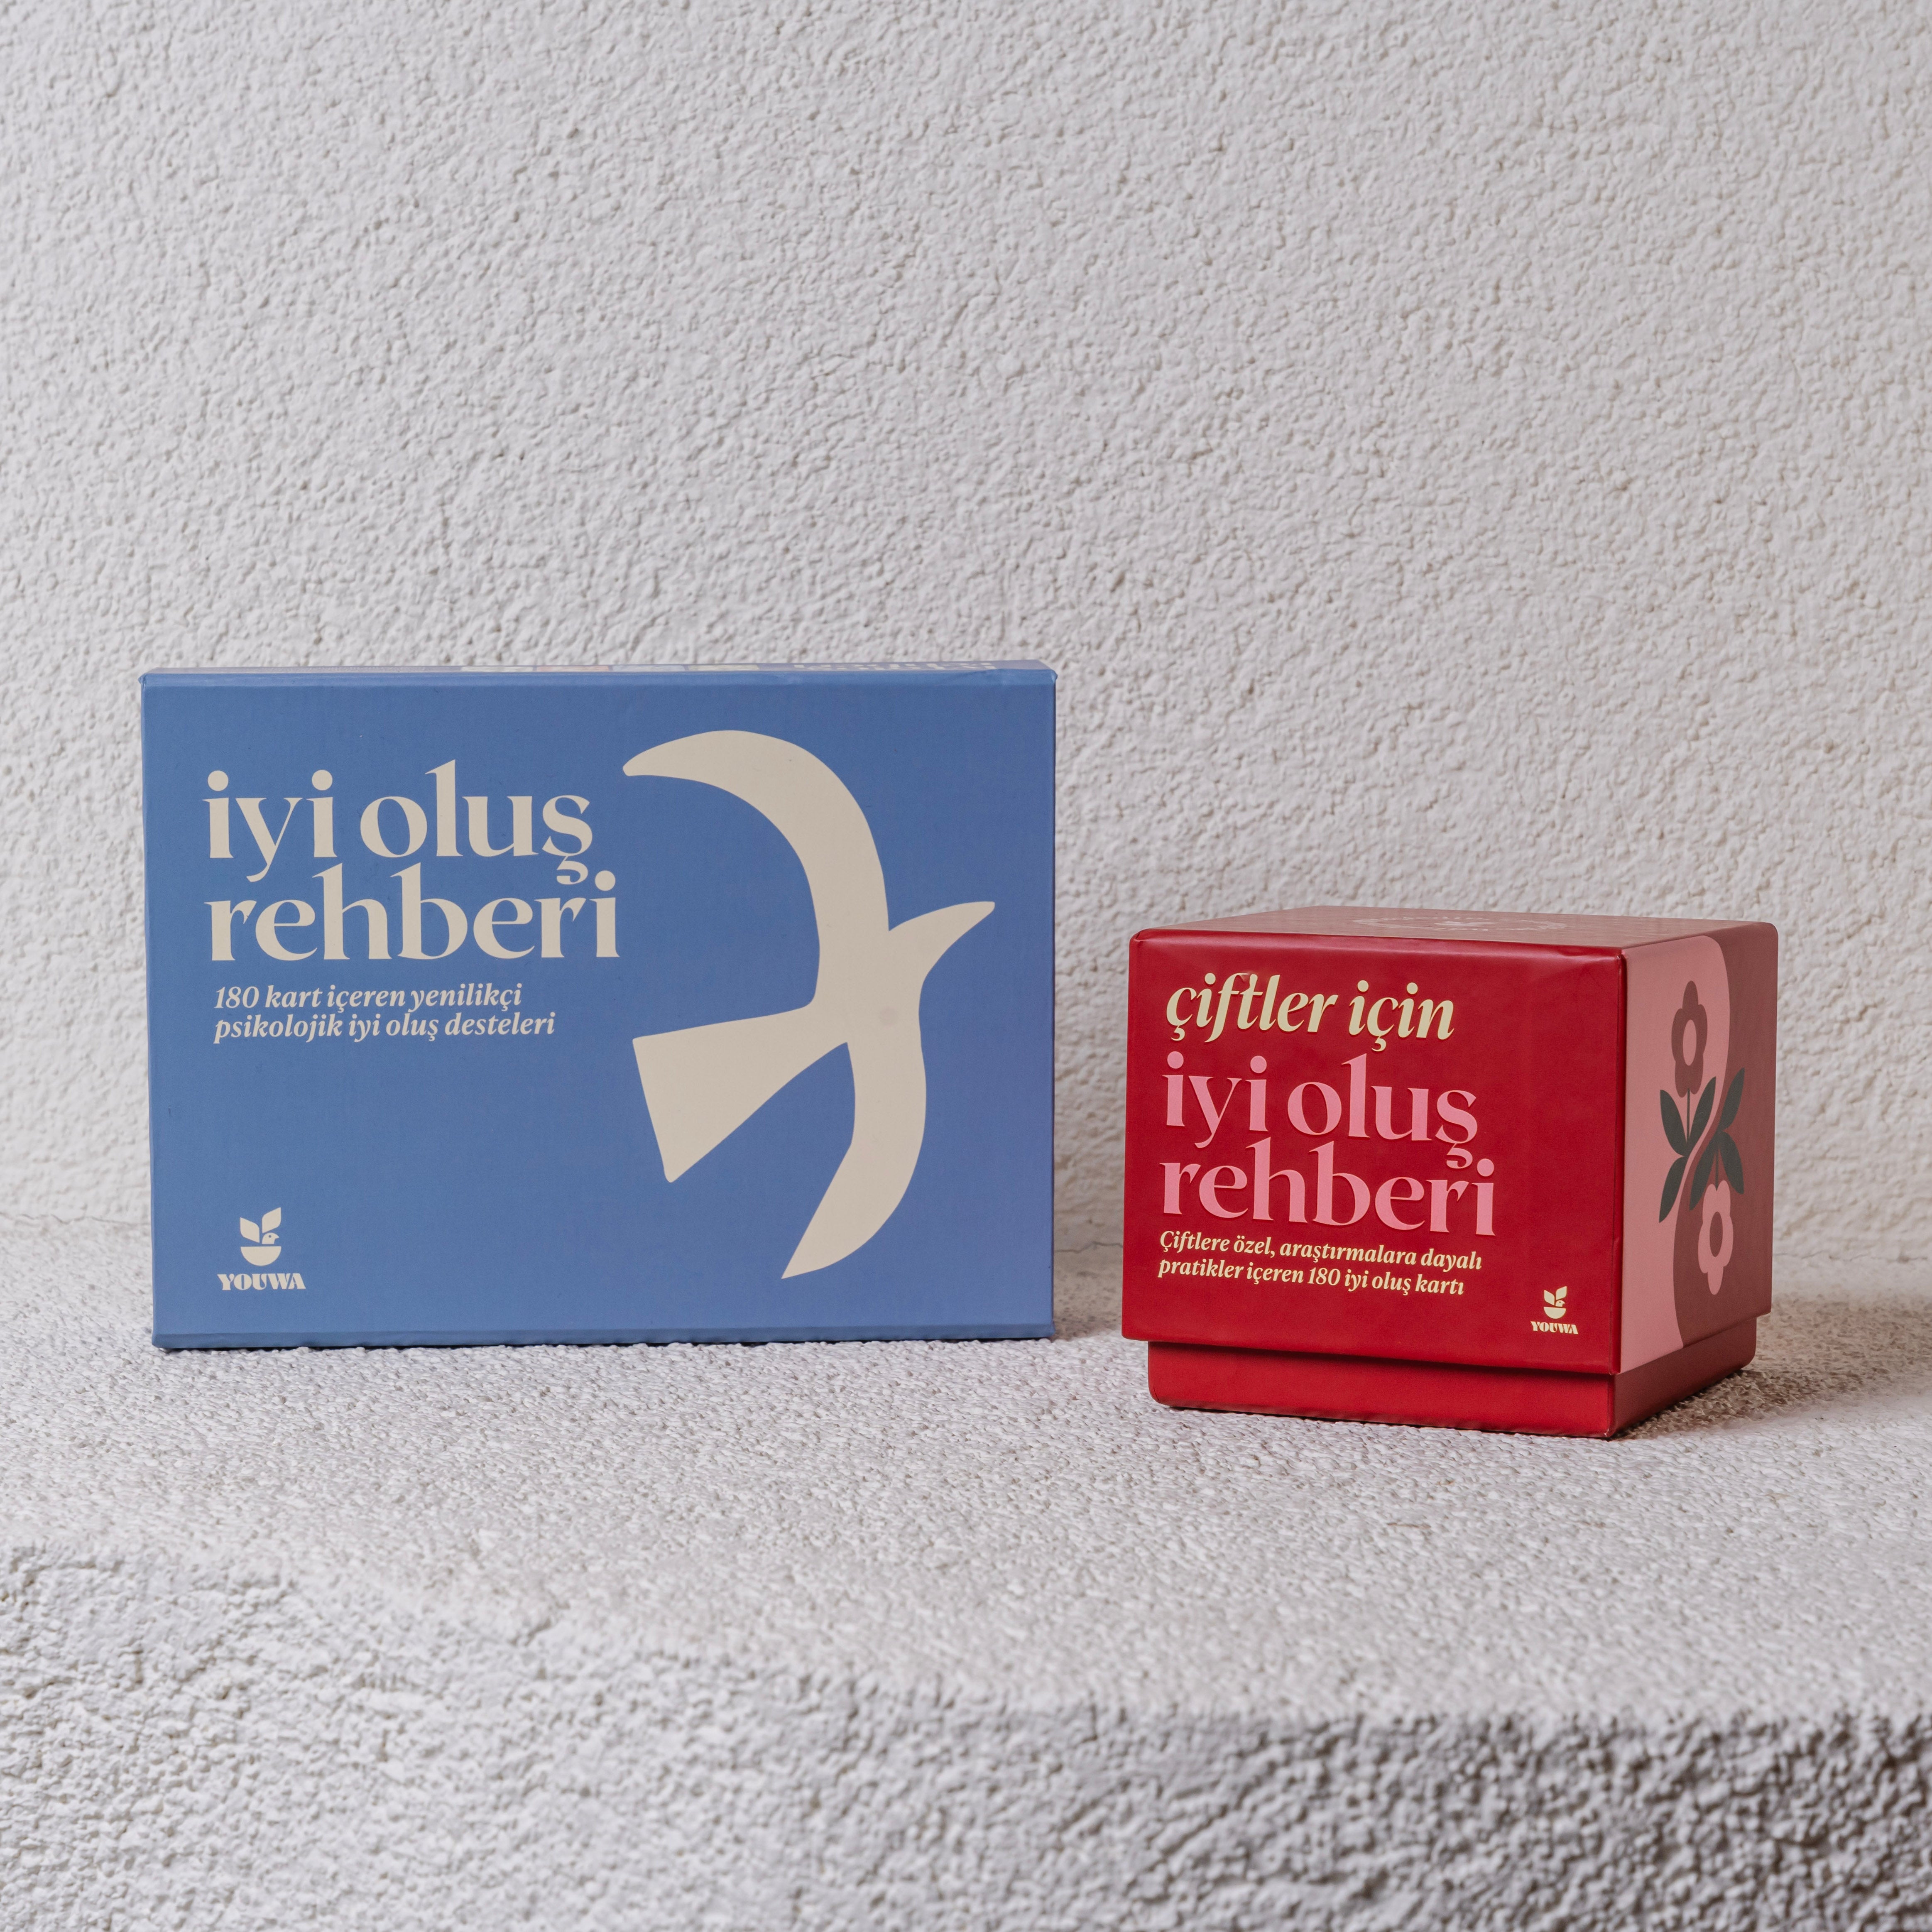 iyi oluş
rehberi
180 kart içeren yenilikçi
psikolojik iyi oluş desteleri
YOUWA
çiftler için
iyi oluş
rehberi
Çiftlere özel, araştırmalara dayalı
pratikler içeren 180 iyi oluş kartı
YOUWA